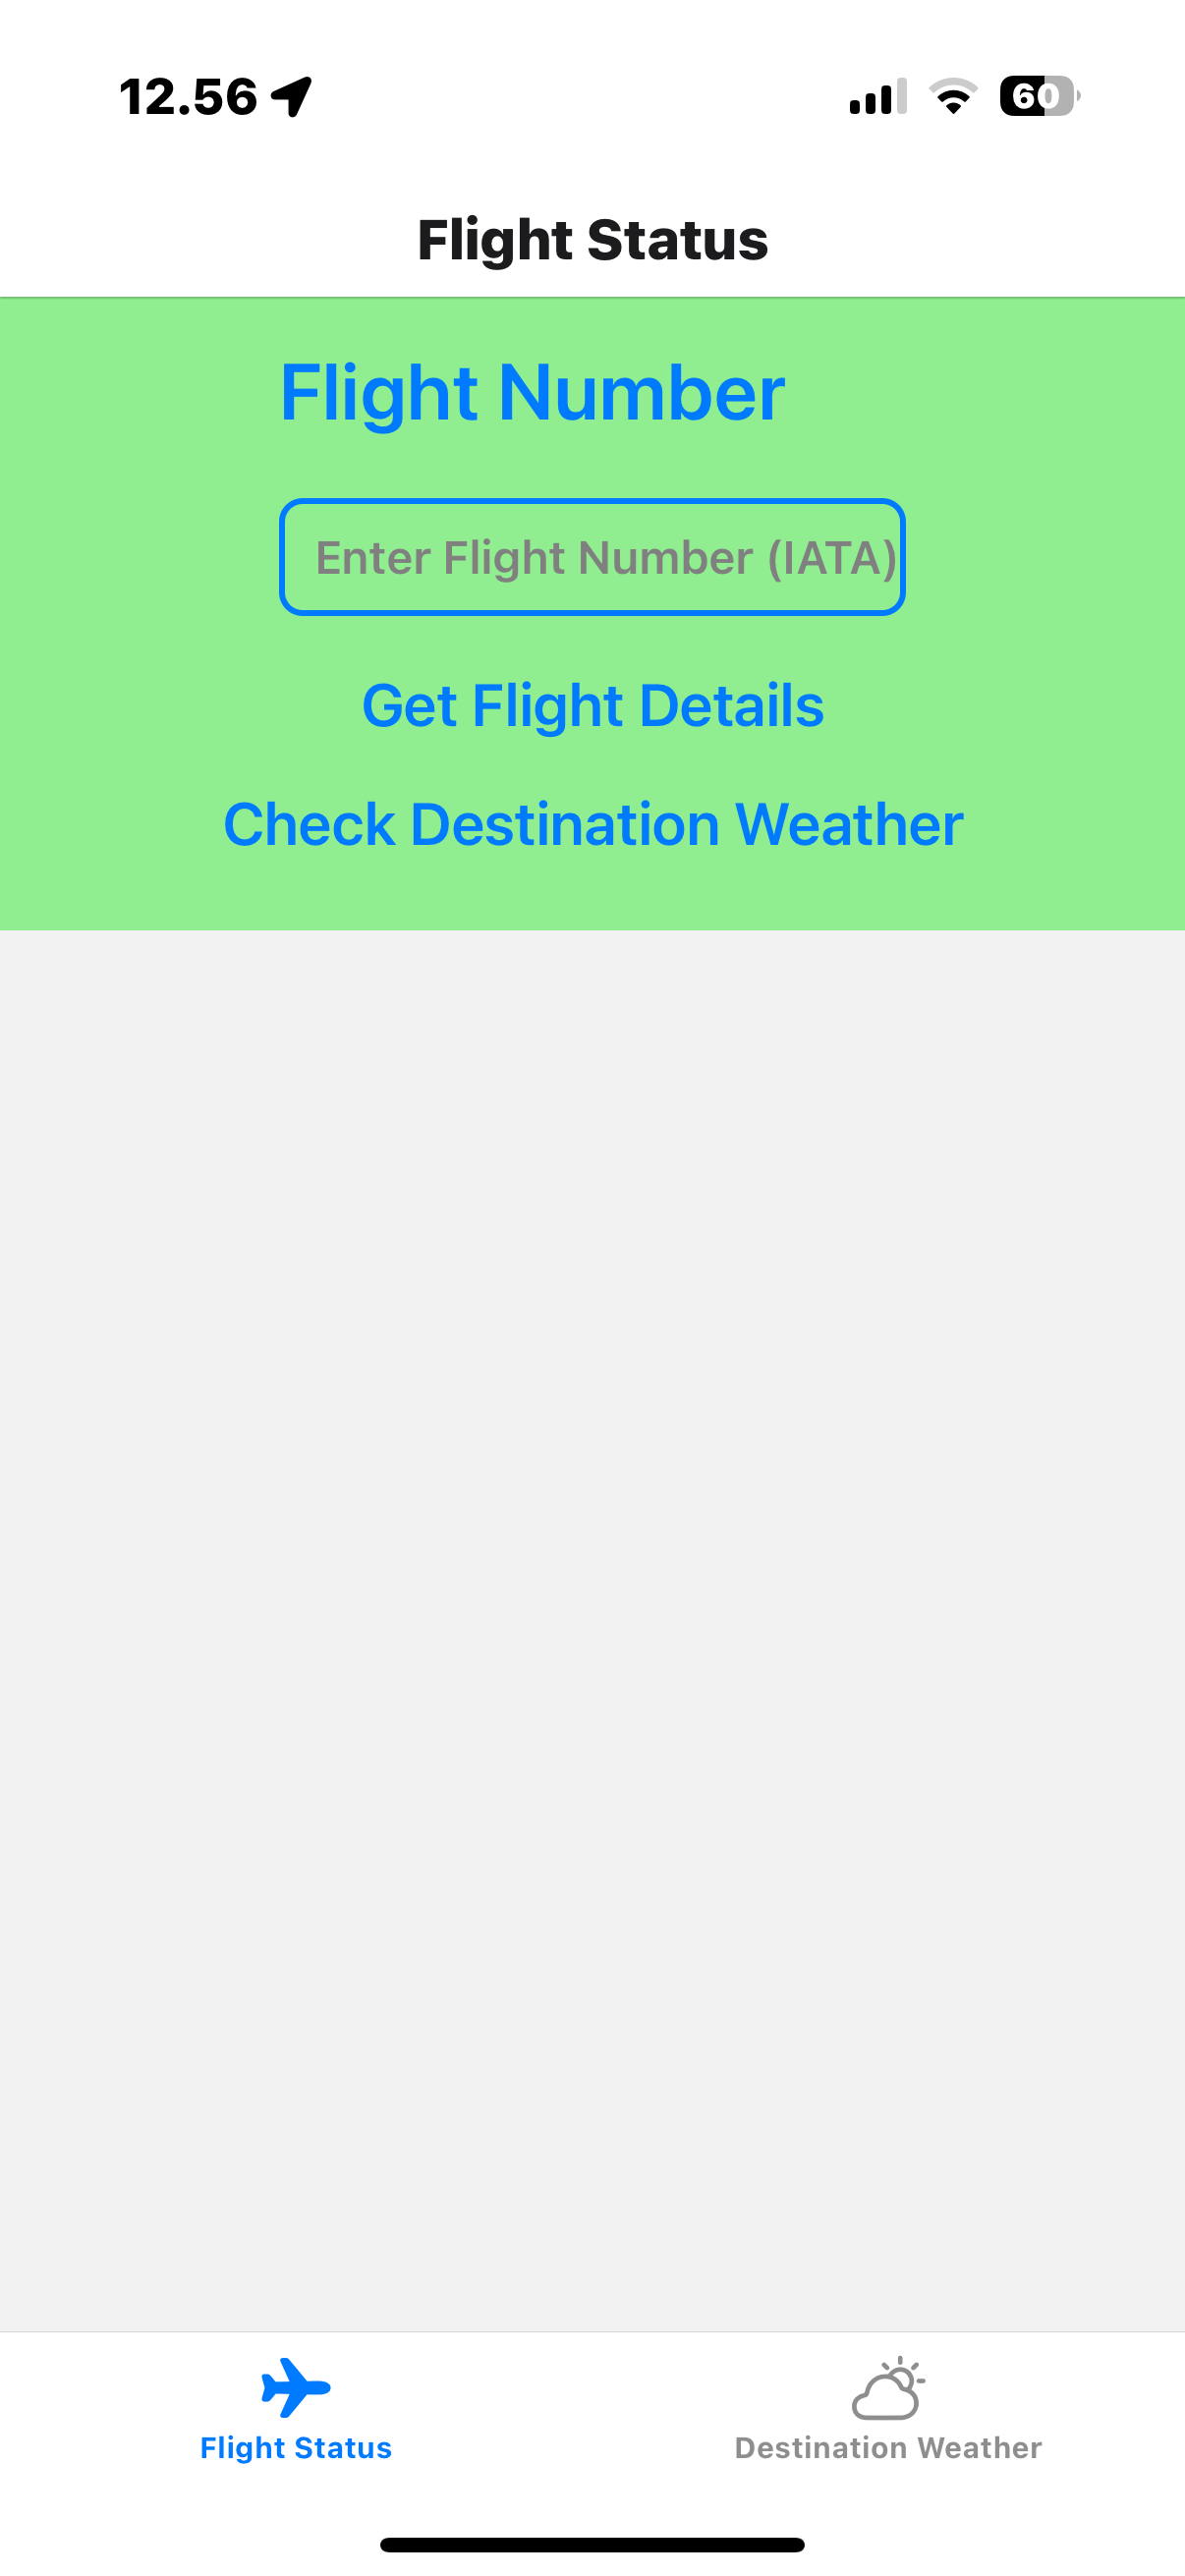 12.56
60
Flight Status
Flight Number
Enter Flight Number (IATA)
Get Flight Details
Check Destination Weather
Flight Status
Destination Weather